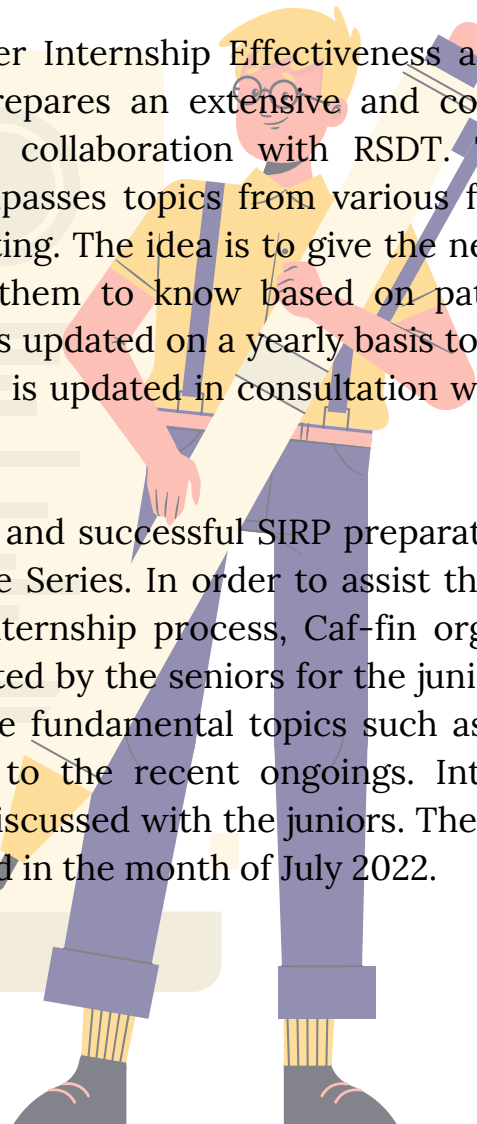 er Internship Effectiveness a
repares an extensive and co
collaboration with RSDT.
passes topics from various f
ting. The idea is to give the ne
them to know based on pat
s updated on a yearly basis to
is updated in consultation w
and successful SIRP preparat
e Series. In order to assist th
nternship process, Caf-fin org
ted by the seniors for the juni
e fundamental topics such as
to the recent ongoings. Int
iscussed with the juniors. The
d in the month of July 2022.